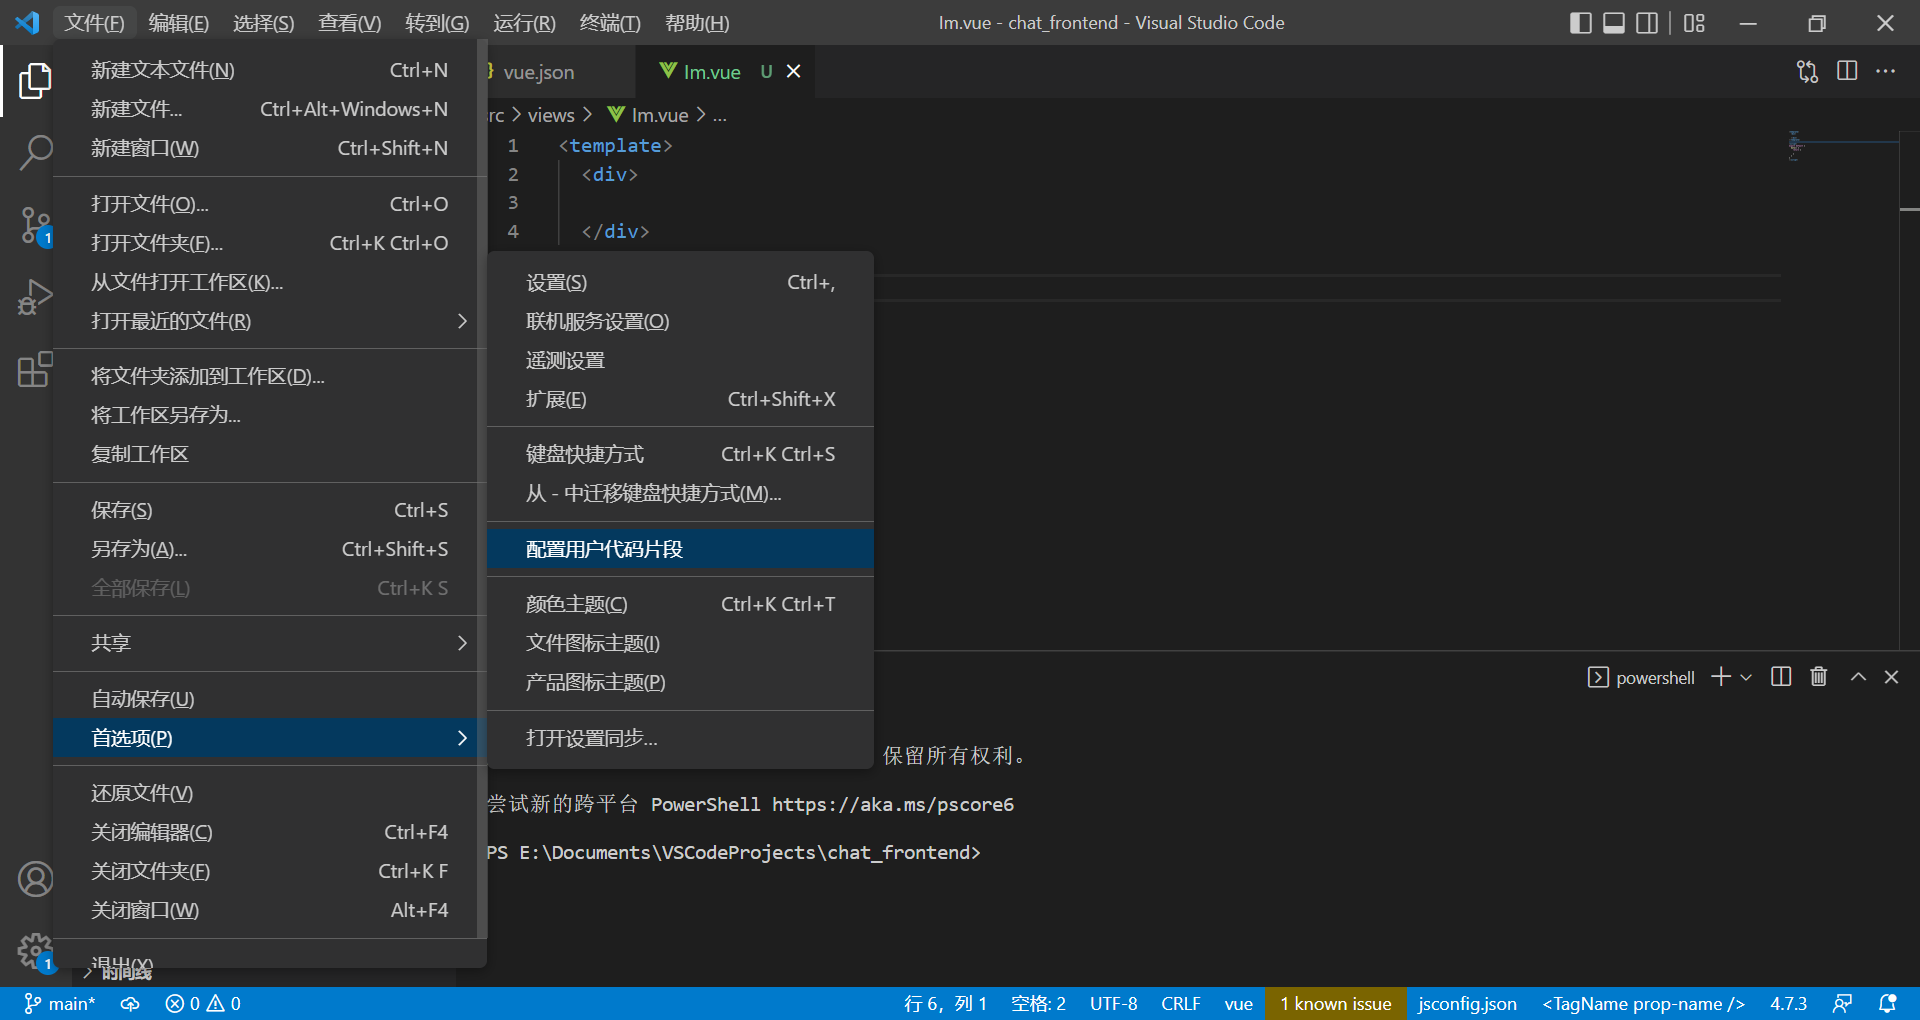 文件(F) 编辑(E) 选择(S) 查看(V) 转到(G) 运行(R) 终端(T) 帮助(H)
Im.vue - chat_frontend - Visual Studio Code
vue.json
Im.vue U
views > Im.vue > ...
1 <template>
2 <div>
3
4 </div>
新建文本文件(N) Ctrl+N
新建文件... Ctrl+Alt+Windows+N
新建窗口(W) Ctrl+Shift+N
打开文件(O)... Ctrl+O
打开文件夹(F)... Ctrl+K Ctrl+O
从文件打开工作区(K)...
打开最近的文件(R)
将文件夹添加到工作区(D)...
将工作区另存为...
复制工作区
保存(S) Ctrl+S
另存为(A)... Ctrl+Shift+S
全部保存(L) Ctrl+K S
共享
自动保存(U)
首选项(P)
还原文件(V)
关闭编辑器(C) Ctrl+F4
关闭文件夹(F) Ctrl+K F
关闭窗口(W) Alt+F4
退出(X)
时间线
设置(S) Ctrl+,
联机服务设置(O)
遥测设置
扩展(E) Ctrl+Shift+X
键盘快捷方式 Ctrl+K Ctrl+S
从 - 中迁移键盘快捷方式(M)...
配置用户代码片段
颜色主题(C) Ctrl+K Ctrl+T
文件图标主题(I)
产品图标主题(P)
打开设置同步...
1
1
powershell
保留所有权利。
尝试新的跨平台 PowerShell https://aka.ms/pscore6
PS E:\Documents\VSCodeProjects\chat_frontend>
main* 0 0 行 6, 列 1 空格: 2 UTF-8 CRLF vue 1 known issue jsconfig.json <TagName prop-name /> 4.7.3